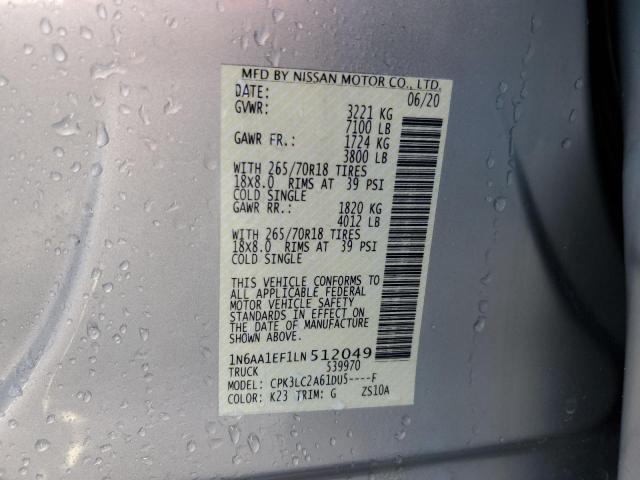 MFD BY NISSAN MOTOR CO., LTD.
DATE: 06/20
GVWR: 3221 KG
7100 LB
GAWR FR.: 1724 KG
3800 LB
WITH 265/70R18 TIRES
18X8.0 RIMS AT 39 PSI
COLD SINGLE
GAWR RR.: 1820 KG
4012 LB
WITH 265/70R18 TIRES
18X8.0 RIMS AT 39 PSI
COLD SINGLE
THIS VEHICLE CONFORMS TO
ALL APPLICABLE FEDERAL
MOTOR VEHICLE SAFETY
STANDARDS IN EFFECT ON
THE DATE OF MANUFACTURE
SHOWN ABOVE.
1N6AA1EF1LN512049
TRUCK 539970
MODEL: CPK3LC2A61DU5----F
COLOR: K23 TRIM: G ZS10A